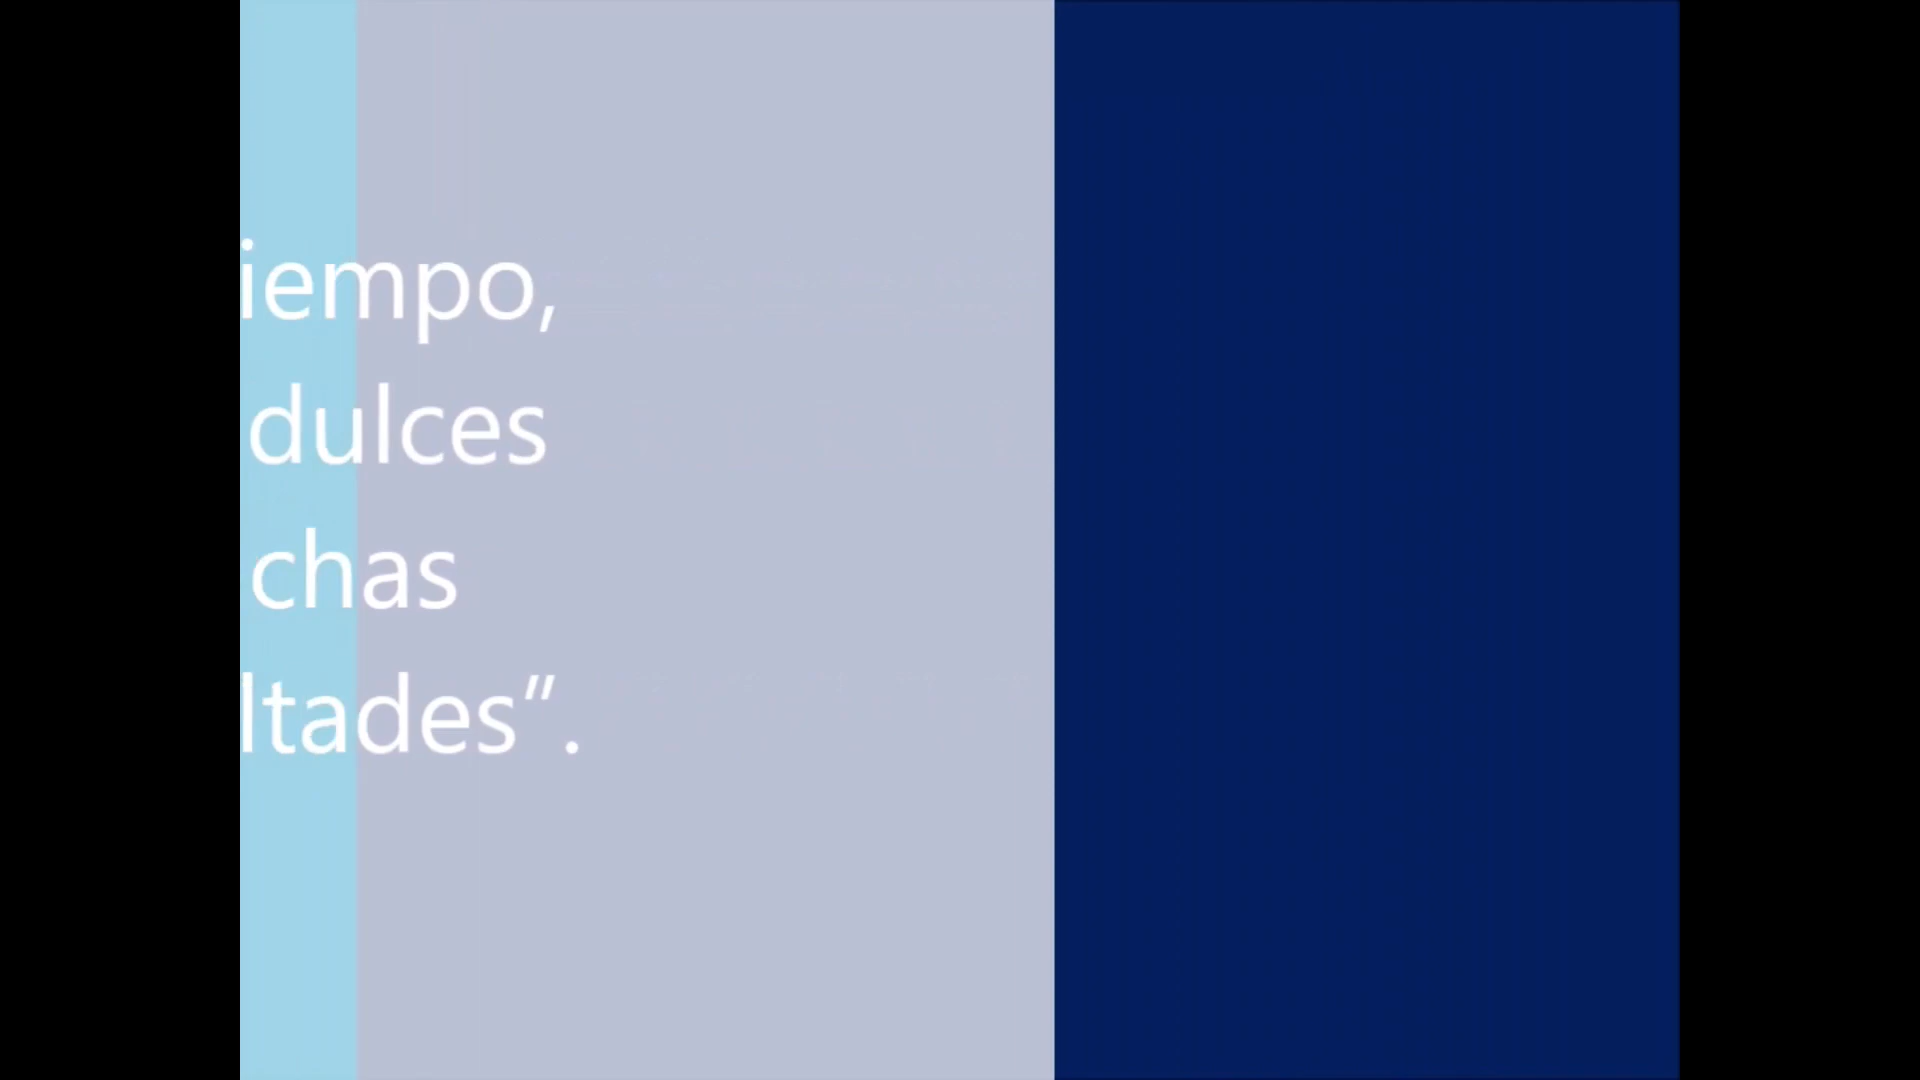 iempo,
dulces
chas
ltades”.